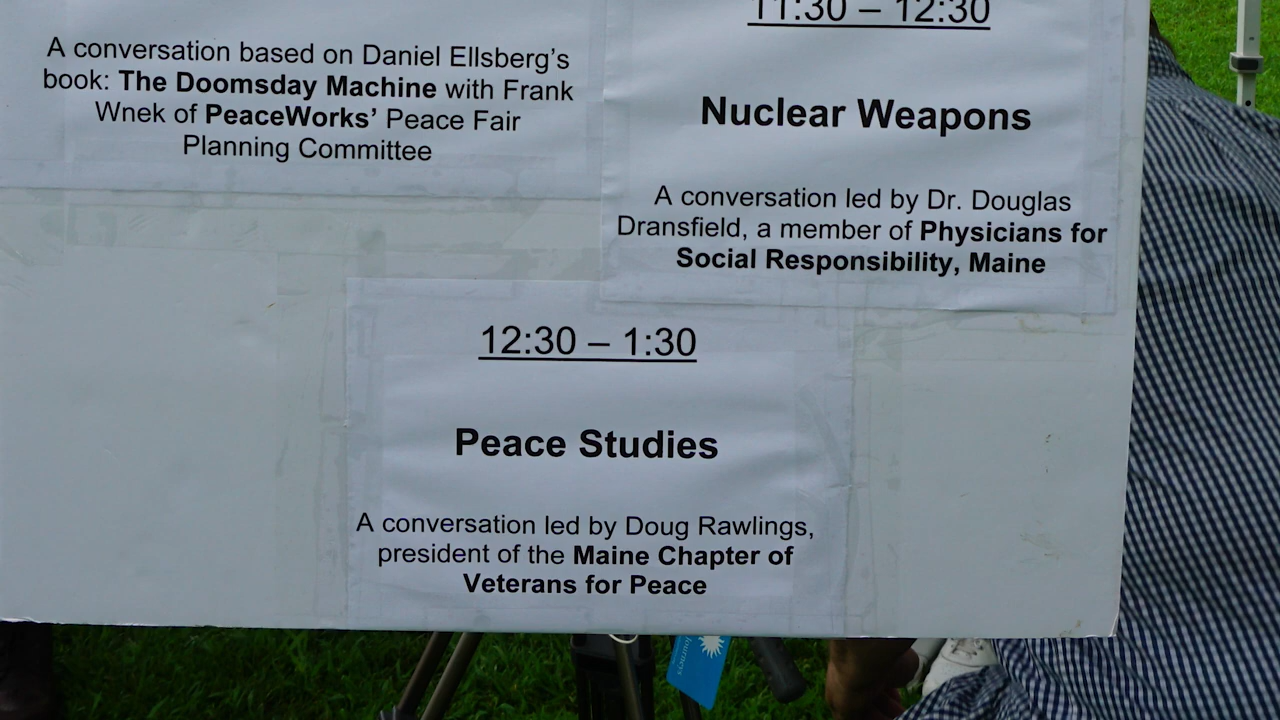 A conversation based on Daniel Ellsberg's
book: The Doomsday Machine with Frank
Wnek of PeaceWorks' Peace Fair
Planning Committee
11:30 – 12:30
Nuclear Weapons
A conversation led by Dr. Douglas
Dransfield, a member of Physicians for
Social Responsibility, Maine
12:30 – 1:30
Peace Studies
A conversation led by Doug Rawlings,
president of the Maine Chapter of
Veterans for Peace
Journeys